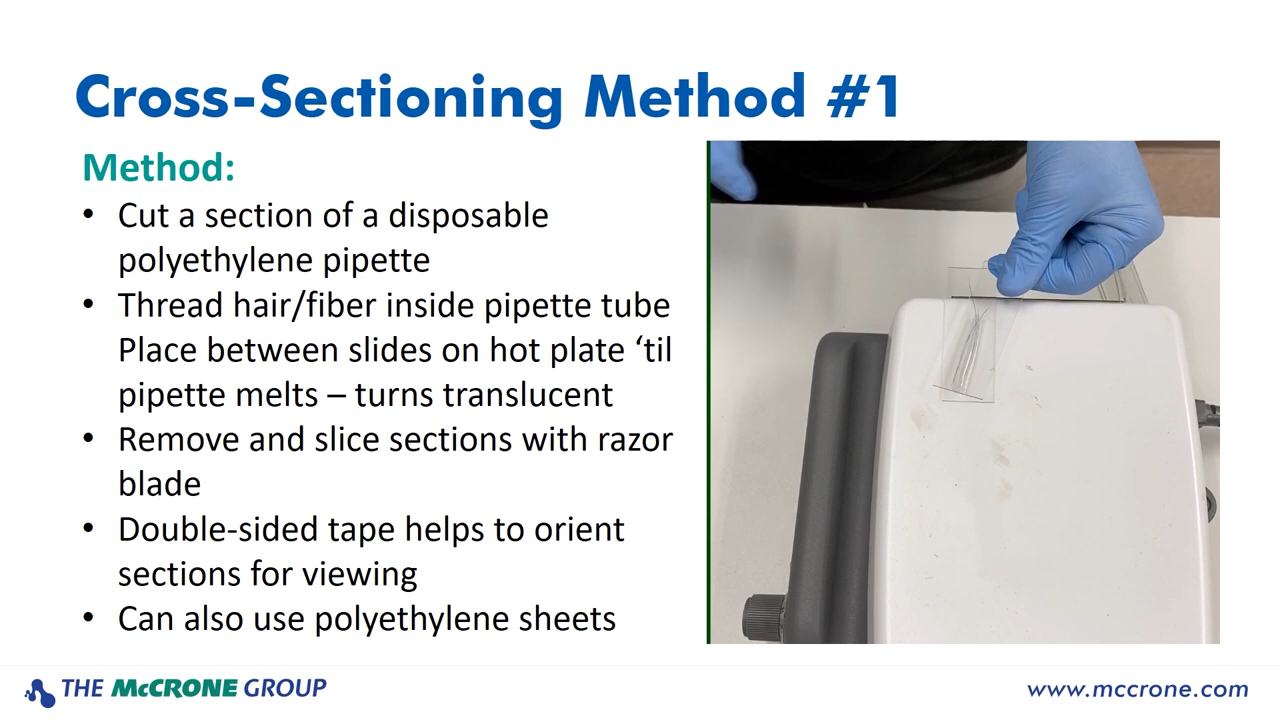 Cross-Sectioning Method #1
Method:
• Cut a section of a disposable
polyethylene pipette
• Thread hair/fiber inside pipette tube
Place between slides on hot plate ‘til
pipette melts – turns translucent
• Remove and slice sections with razor
blade
• Double-sided tape helps to orient
sections for viewing
• Can also use polyethylene sheets
THE McCRONE GROUP
www.mccrone.com